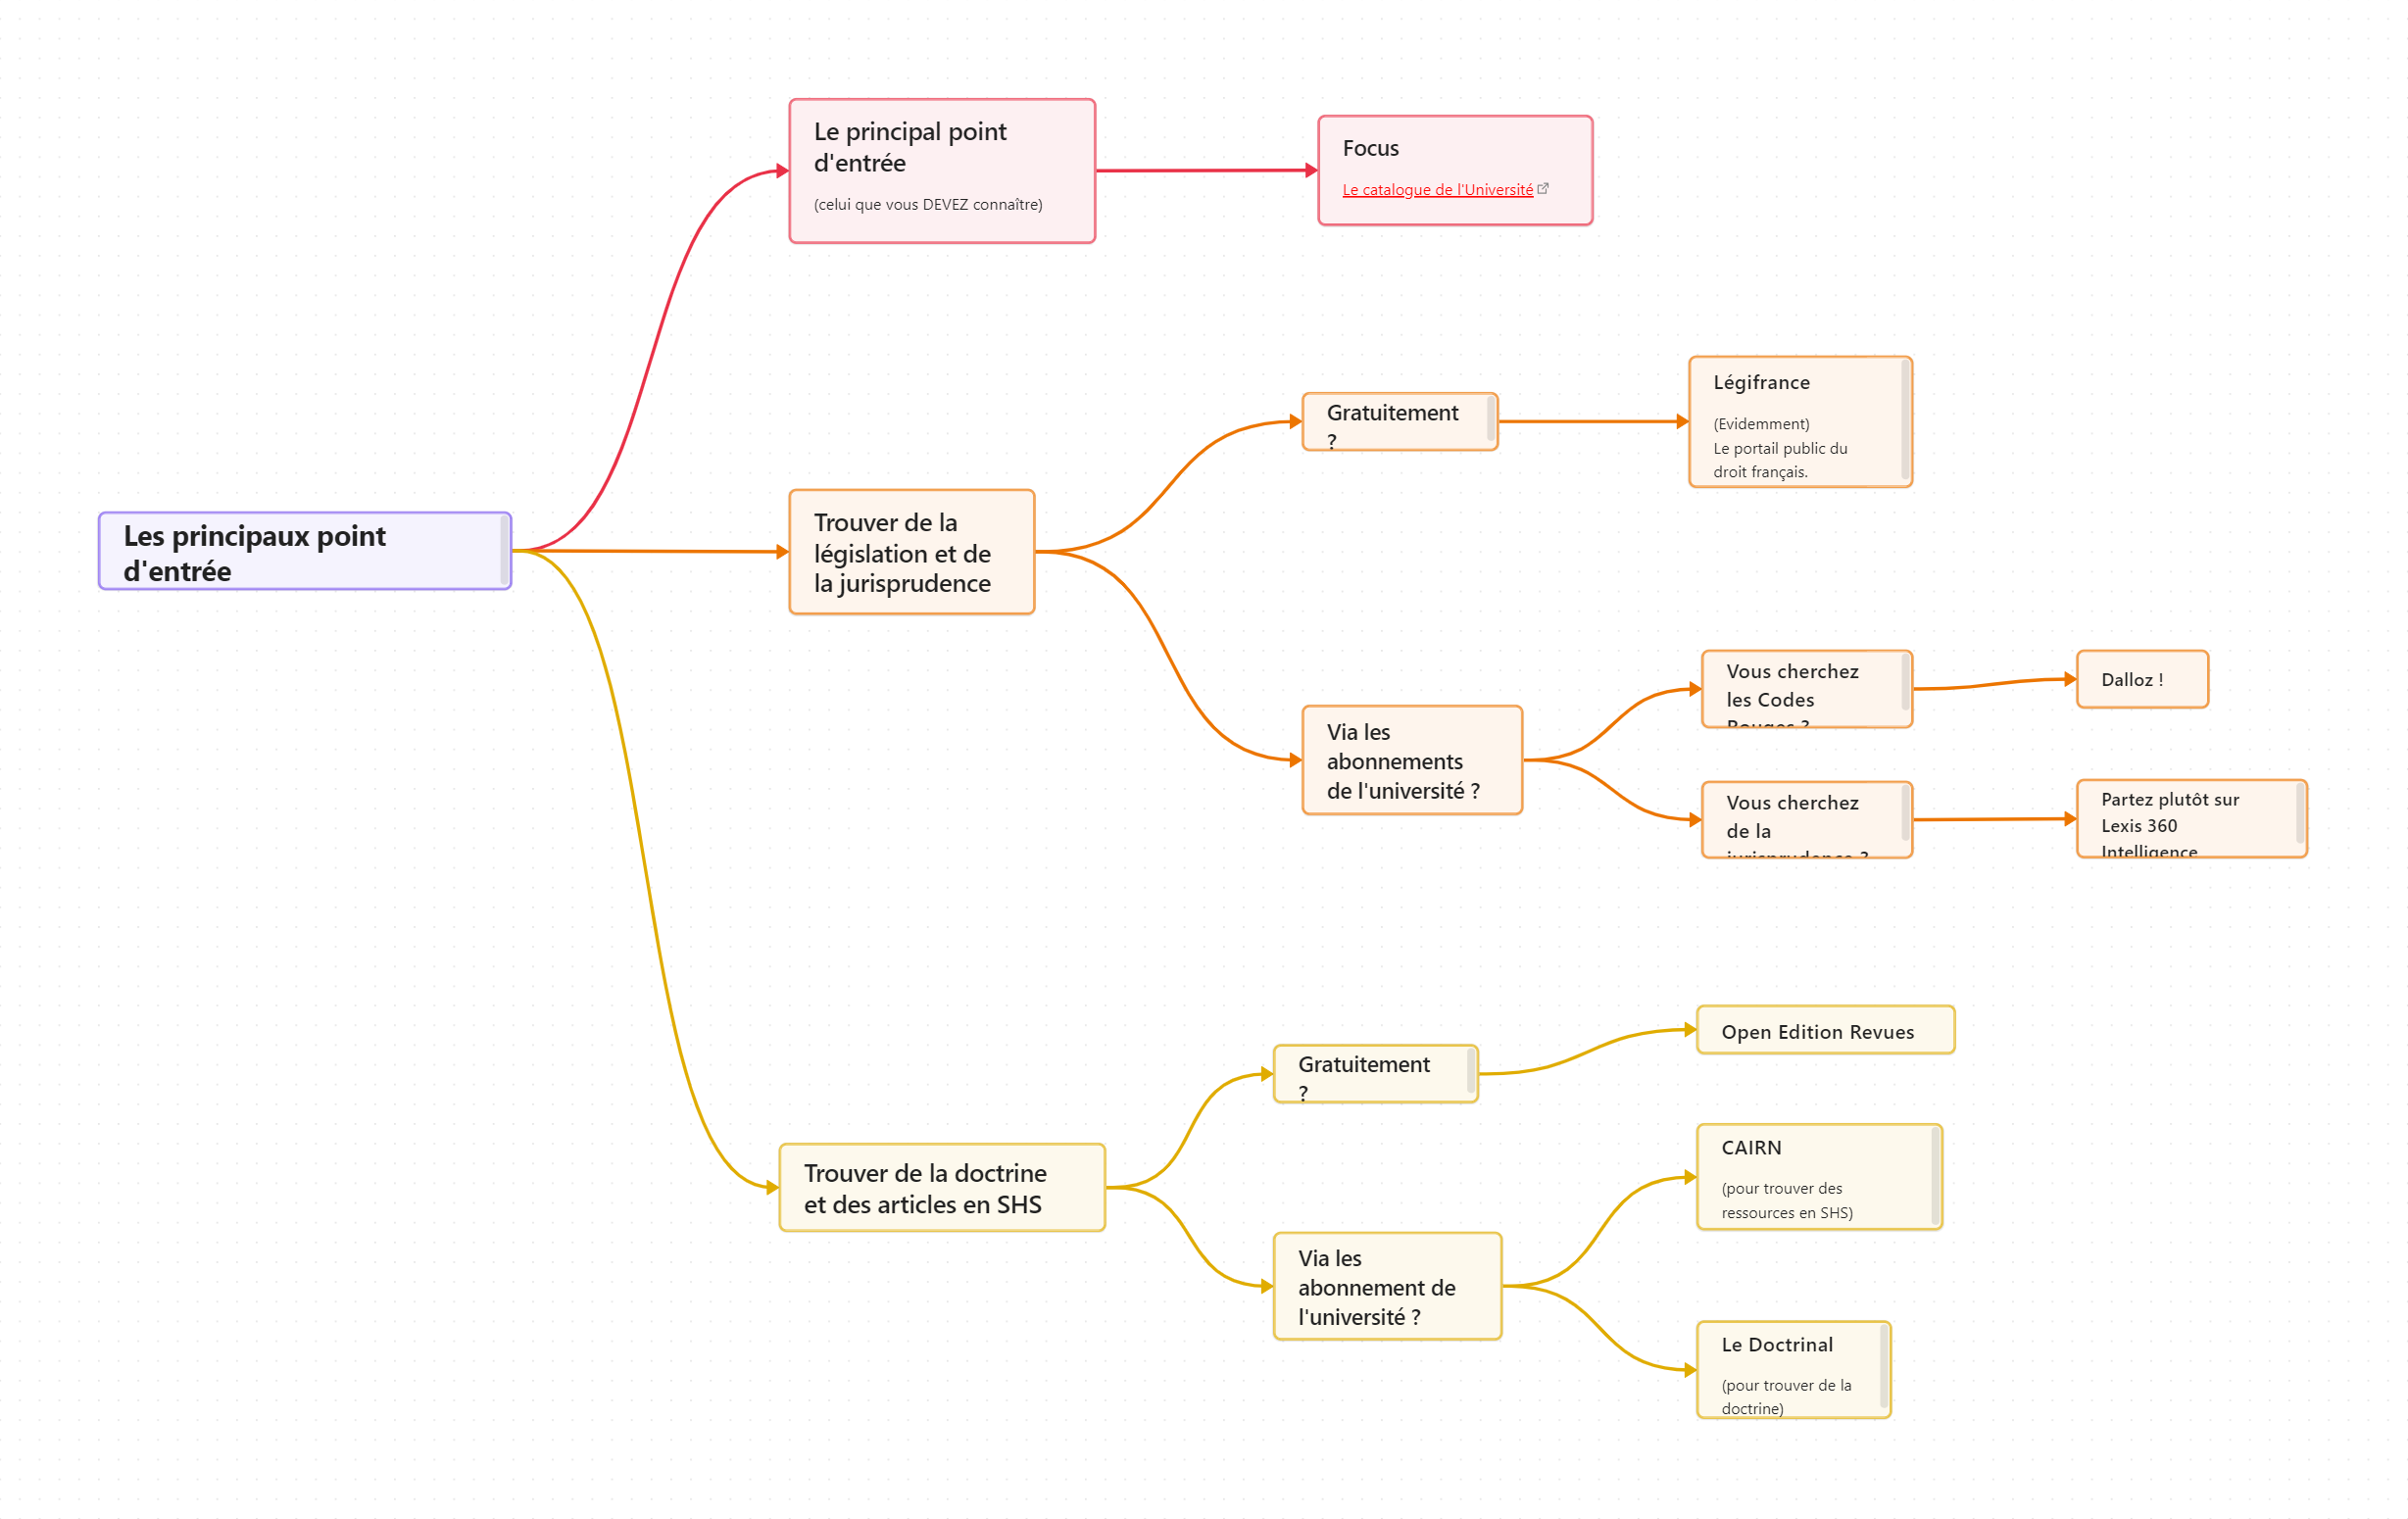 Le principal point
d'entrée
(celui que vous DEVEZ connaître)
Focus
Le catalogue de l'Université
Les principaux point
d'entrée
Trouver de la
législation et de
la jurisprudence
Gratuitement
?
Légifrance
(Evidemment)
Le portail public du
droit français.
Via les
abonnements
de l'université ?
Vous cherchez
les Codes
Rouges ?
Dalloz !
Vous cherchez
de la
jurisprudence ?
Partez plutôt sur
Lexis 360
Intelligence
Trouver de la doctrine
et des articles en SHS
Gratuitement
?
Open Edition Revues
Via les
abonnement de
l'université ?
CAIRN
(pour trouver des
ressources en SHS)
Le Doctrinal
(pour trouver de la
doctrine)